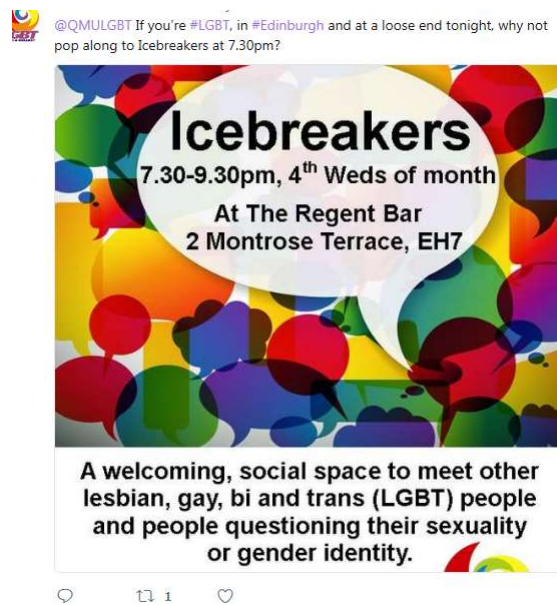 @QMULGBT If you're #LGBT, in #Edinburgh and at a loose end tonight, why not
pop along to Icebreakers at 7.30pm?
Icebreakers
7.30-9.30pm, 4th Weds of month
At The Regent Bar
2 Montrose Terrace, EH7
A welcoming, social space to meet other
lesbian, gay, bi and trans (LGBT) people
and people questioning their sexuality
or gender identity.
1